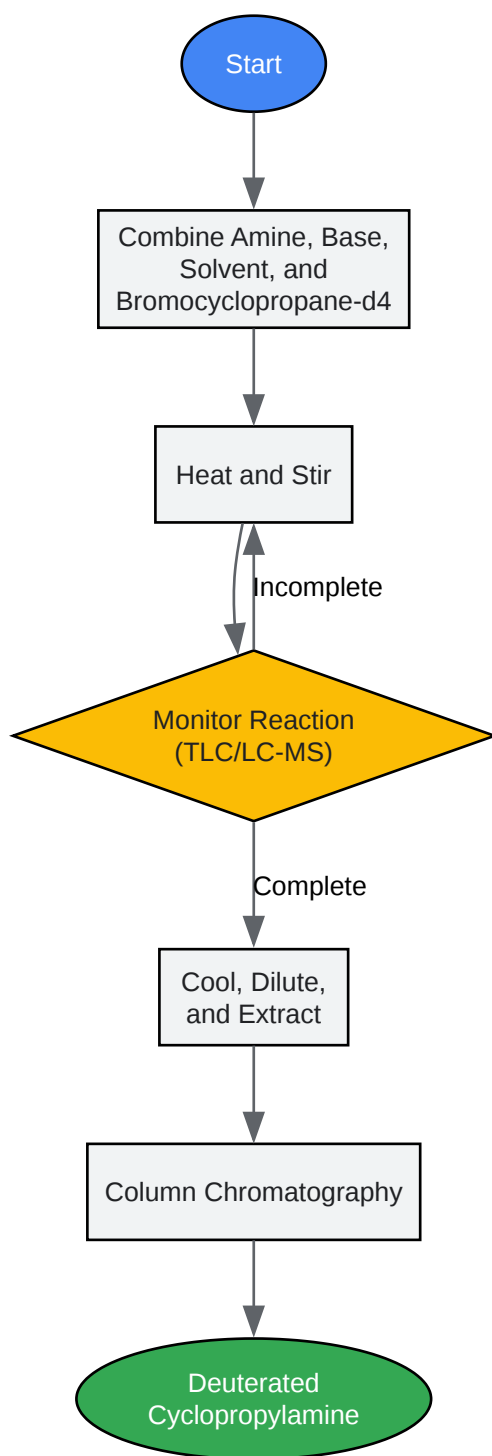 Start
Combine Amine, Base,
Solvent, and
Bromocyclopropane-d4
Heat and Stir
Incomplete
Monitor Reaction
(TLC/LC-MS)
Complete
Cool, Dilute,
and Extract
Column Chromatography
Deuterated
Cyclopropylamine